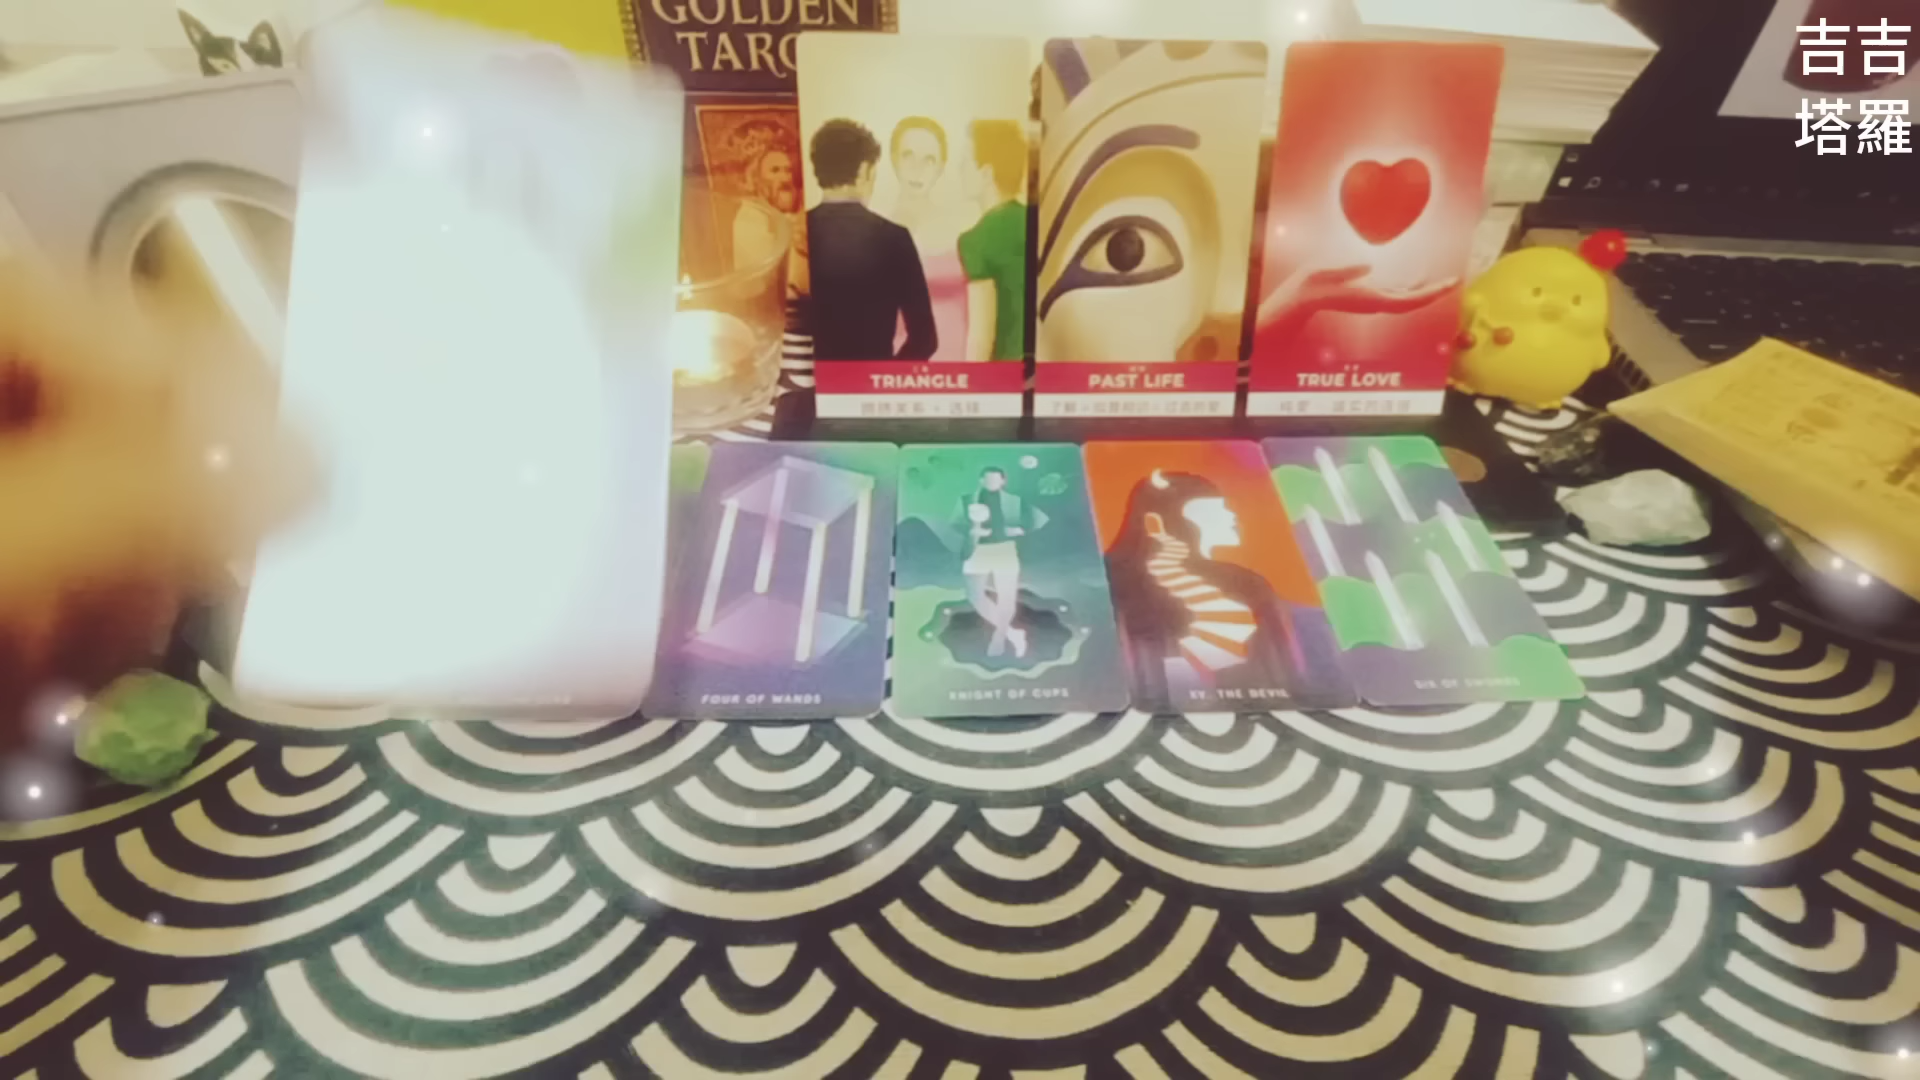 GOLDEN
TARO
吉吉
塔羅
TRIANGLE
PAST LIFE
TRUE LOVE
FOUR OF WANDS
KNIGHT OF CUPS
XV. THE DEVIL
SIX OF SWORDS